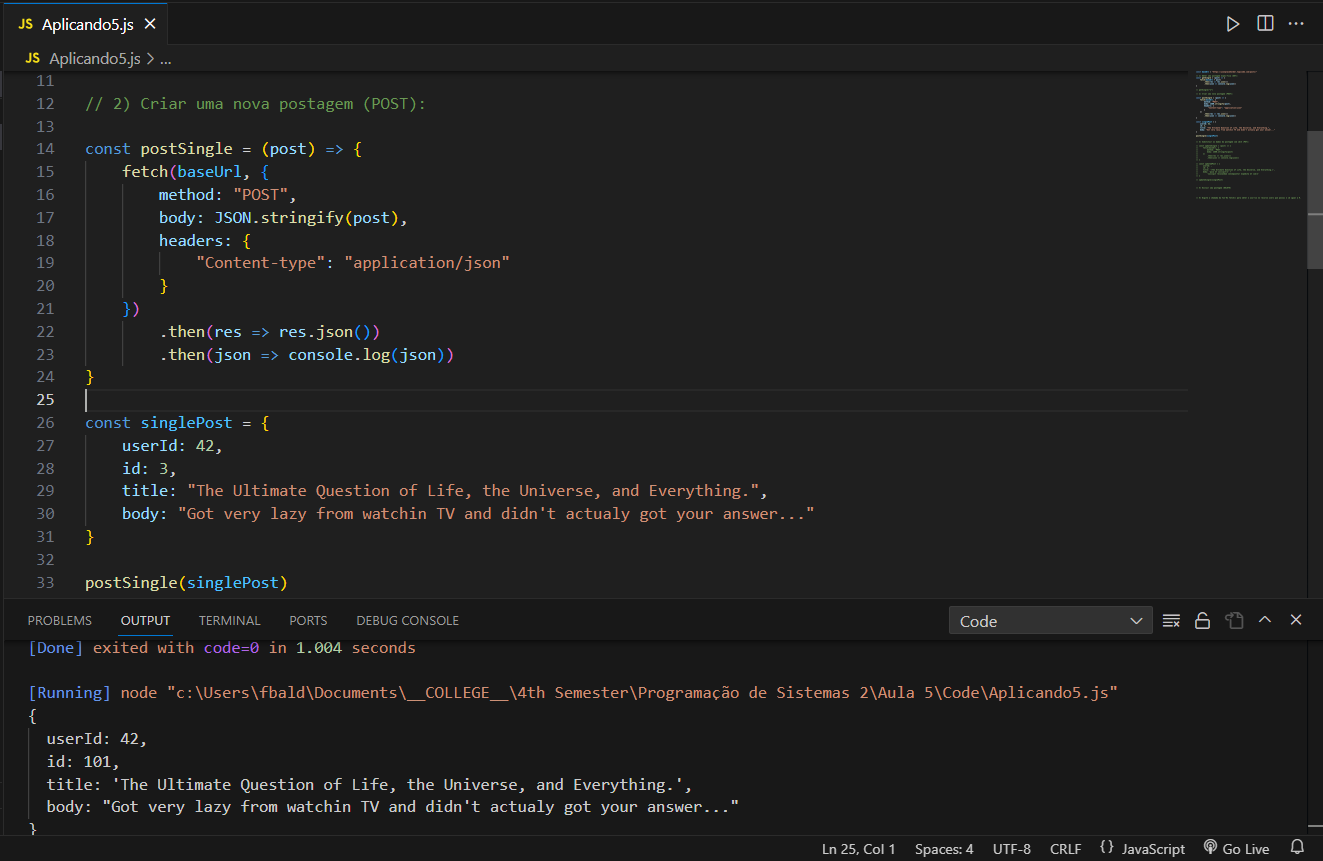 JS Aplicando5.js
JS Aplicando5.js > ...
11
12 // 2) Criar uma nova postagem (POST):
13
14 const postSingle = (post) => {
15 fetch(baseUrl, {
16 method: "POST",
17 body: JSON.stringify(post),
18 headers: {
19 "Content-type": "application/json"
20 }
21 })
22 .then(res => res.json())
23 .then(json => console.log(json))
24 }
25
26 const singlePost = {
27 userId: 42,
28 id: 3,
29 title: "The Ultimate Question of Life, the Universe, and Everything.",
30 body: "Got very lazy from watchin TV and didn't actualy got your answer..."
31 }
32
33 postSingle(singlePost)
PROBLEMS OUTPUT TERMINAL PORTS DEBUG CONSOLE Code
[Done] exited with code=0 in 1.004 seconds
[Running] node "c:\Users\fbald\Documents\__COLLEGE__\4th Semester\Programação de Sistemas 2\Aula 5\Code\Aplicando5.js"
{
userId: 42,
id: 101,
title: 'The Ultimate Question of Life, the Universe, and Everything.',
body: "Got very lazy from watchin TV and didn't actualy got your answer..."
}
Ln 25, Col 1 Spaces: 4 UTF-8 CRLF {} JavaScript Go Live